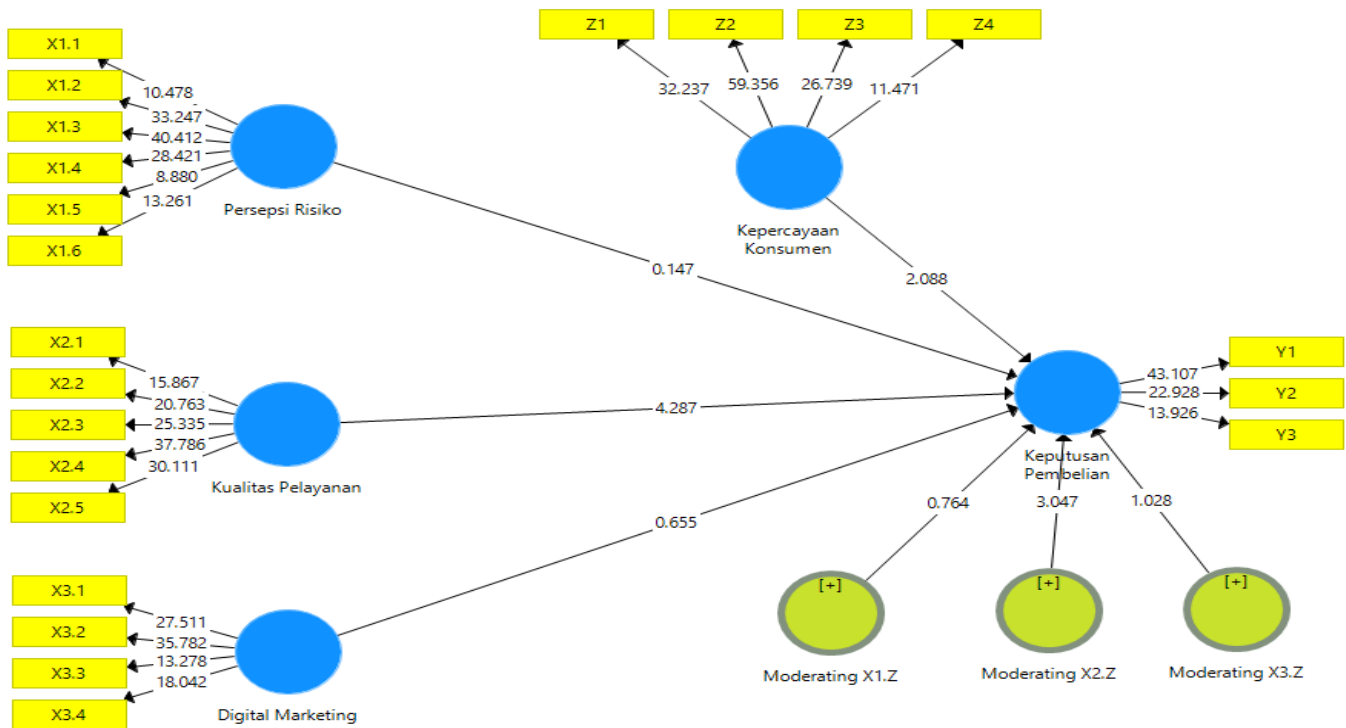 Z1
Z2
Z3
Z4
32.237
59.356
26.739
11.471
Kepercayaan
Konsumen
2.088
X1.1
X1.2
X1.3
X1.4
X1.5
X1.6
10.478
33.247
40.412
28.421
8.880
13.261
Persepsi Risiko
0.147
X2.1
X2.2
X2.3
X2.4
X2.5
15.867
20.763
25.335
37.786
30.111
Kualitas Pelayanan
4.287
X3.1
X3.2
X3.3
X3.4
27.511
35.782
13.278
18.042
Digital Marketing
0.655
Keputusan
Pembelian
43.107
22.928
13.926
Y1
Y2
Y3
0.764
3.047
1.028
[+]
[+]
[+]
Moderating X1.Z
Moderating X2.Z
Moderating X3.Z